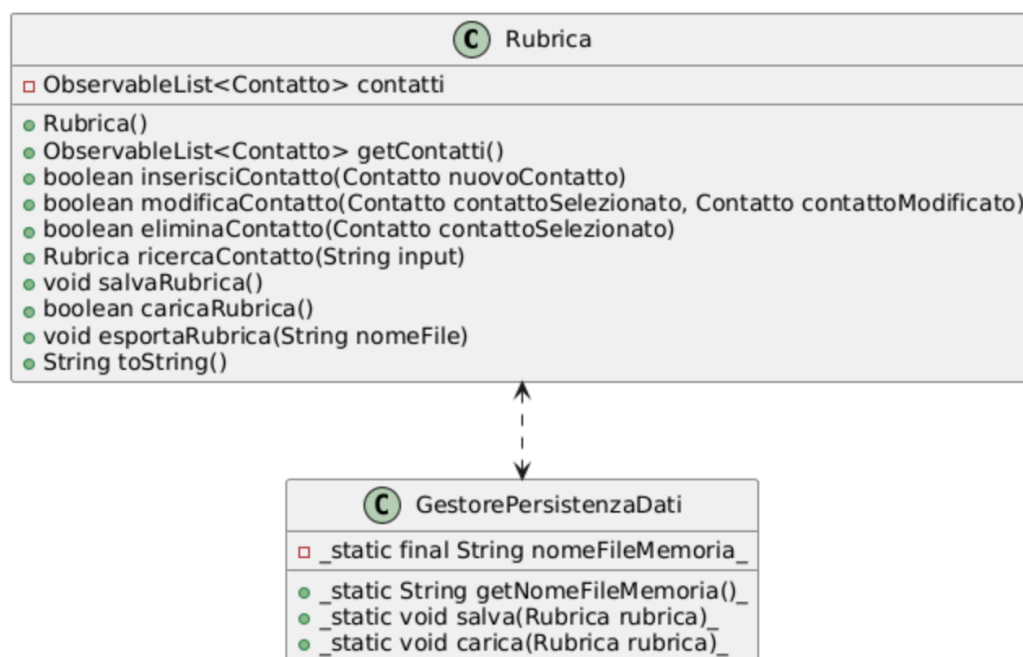 C Rubrica
ObservableList<Contatto> contatti
Rubrica()
ObservableList<Contatto> getContatti()
boolean inserisciContatto(Contatto nuovoContatto)
boolean modificaContatto(Contatto contattoSelezionato, Contatto contattoModificato)
boolean eliminaContatto(Contatto contattoSelezionato)
Rubrica ricercaContatto(String input)
void salvaRubrica()
boolean caricaRubrica()
void esportaRubrica(String nomeFile)
String toString()
C GestorePersistenzaDati
_static final String nomeFileMemoria_
_static String getNomeFileMemoria()_
_static void salva(Rubrica rubrica)_
_static void carica(Rubrica rubrica)_